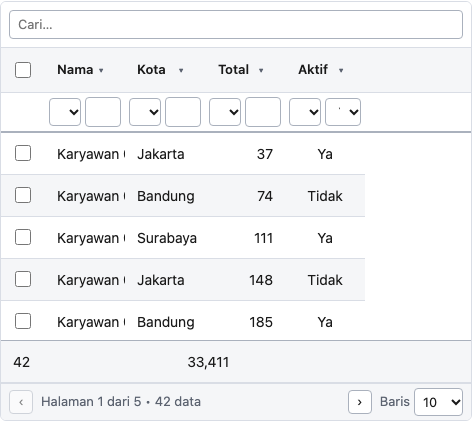 Cari...
Nama Kota Total Aktif
Karyawan Jakarta 37 Ya
Karyawan Bandung 74 Tidak
Karyawan Surabaya 111 Ya
Karyawan Jakarta 148 Tidak
Karyawan Bandung 185 Ya
42 33,411
‹ Halaman 1 dari 5 • 42 data › Baris 10